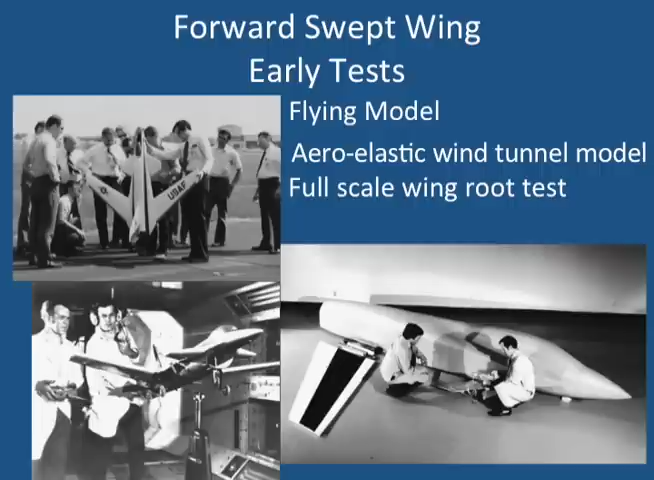 Forward Swept Wing
Early Tests
Flying Model
Aero-elastic wind tunnel model
Full scale wing root test
USAF